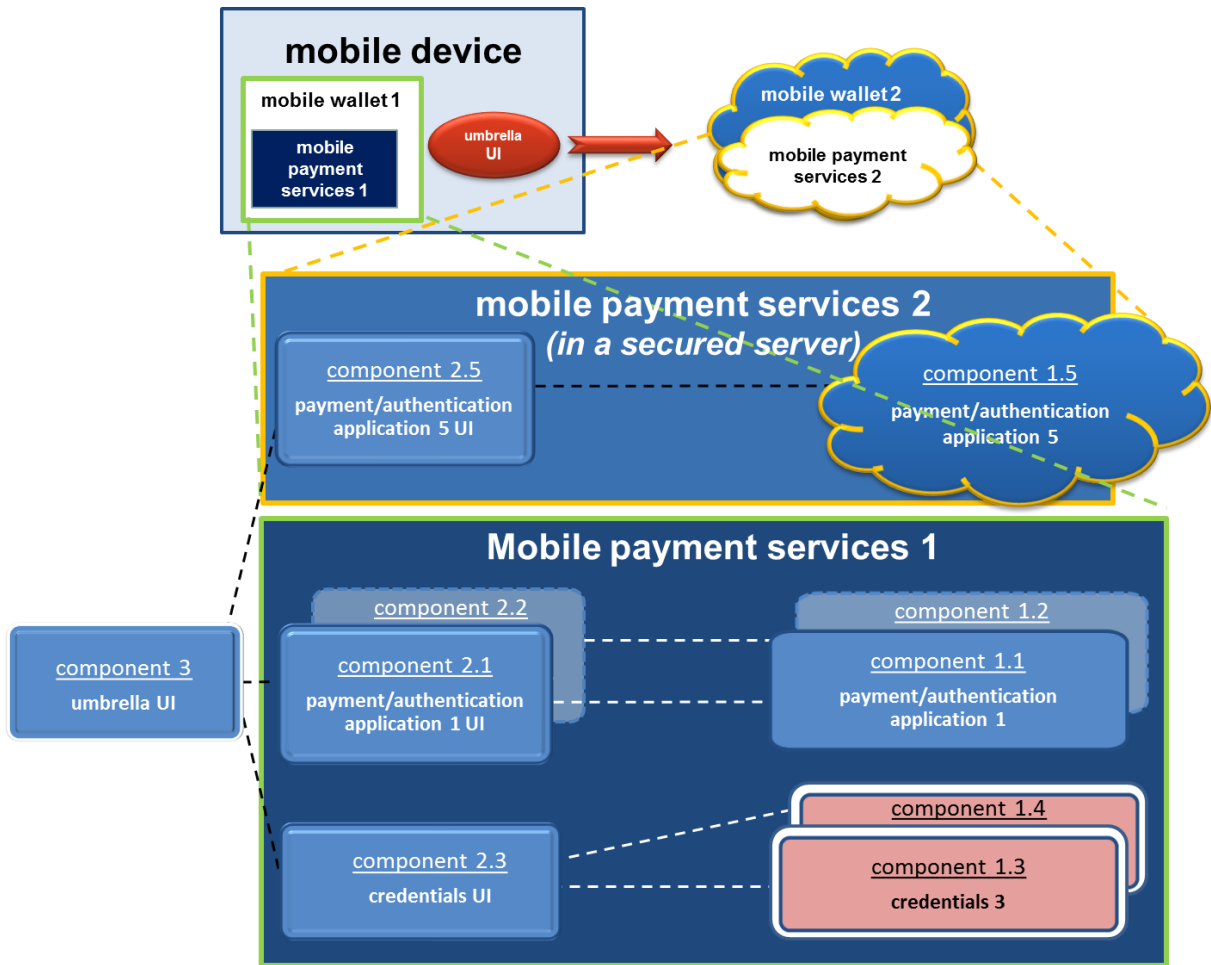 mobile device
mobile wallet 1
mobile
payment
services 1
umbrella
UI
mobile wallet 2
mobile payment
services 2
mobile payment services 2
(in a secured server)
component 2.5
payment/authentication
application 5 UI
component 1.5
payment/authentication
application 5
Mobile payment services 1
component 2.2
component 1.2
component 3
umbrella UI
component 2.1
payment/authentication
application 1 UI
component 1.1
payment/authentication
application 1
component 1.4
component 2.3
credentials UI
component 1.3
credentials 3